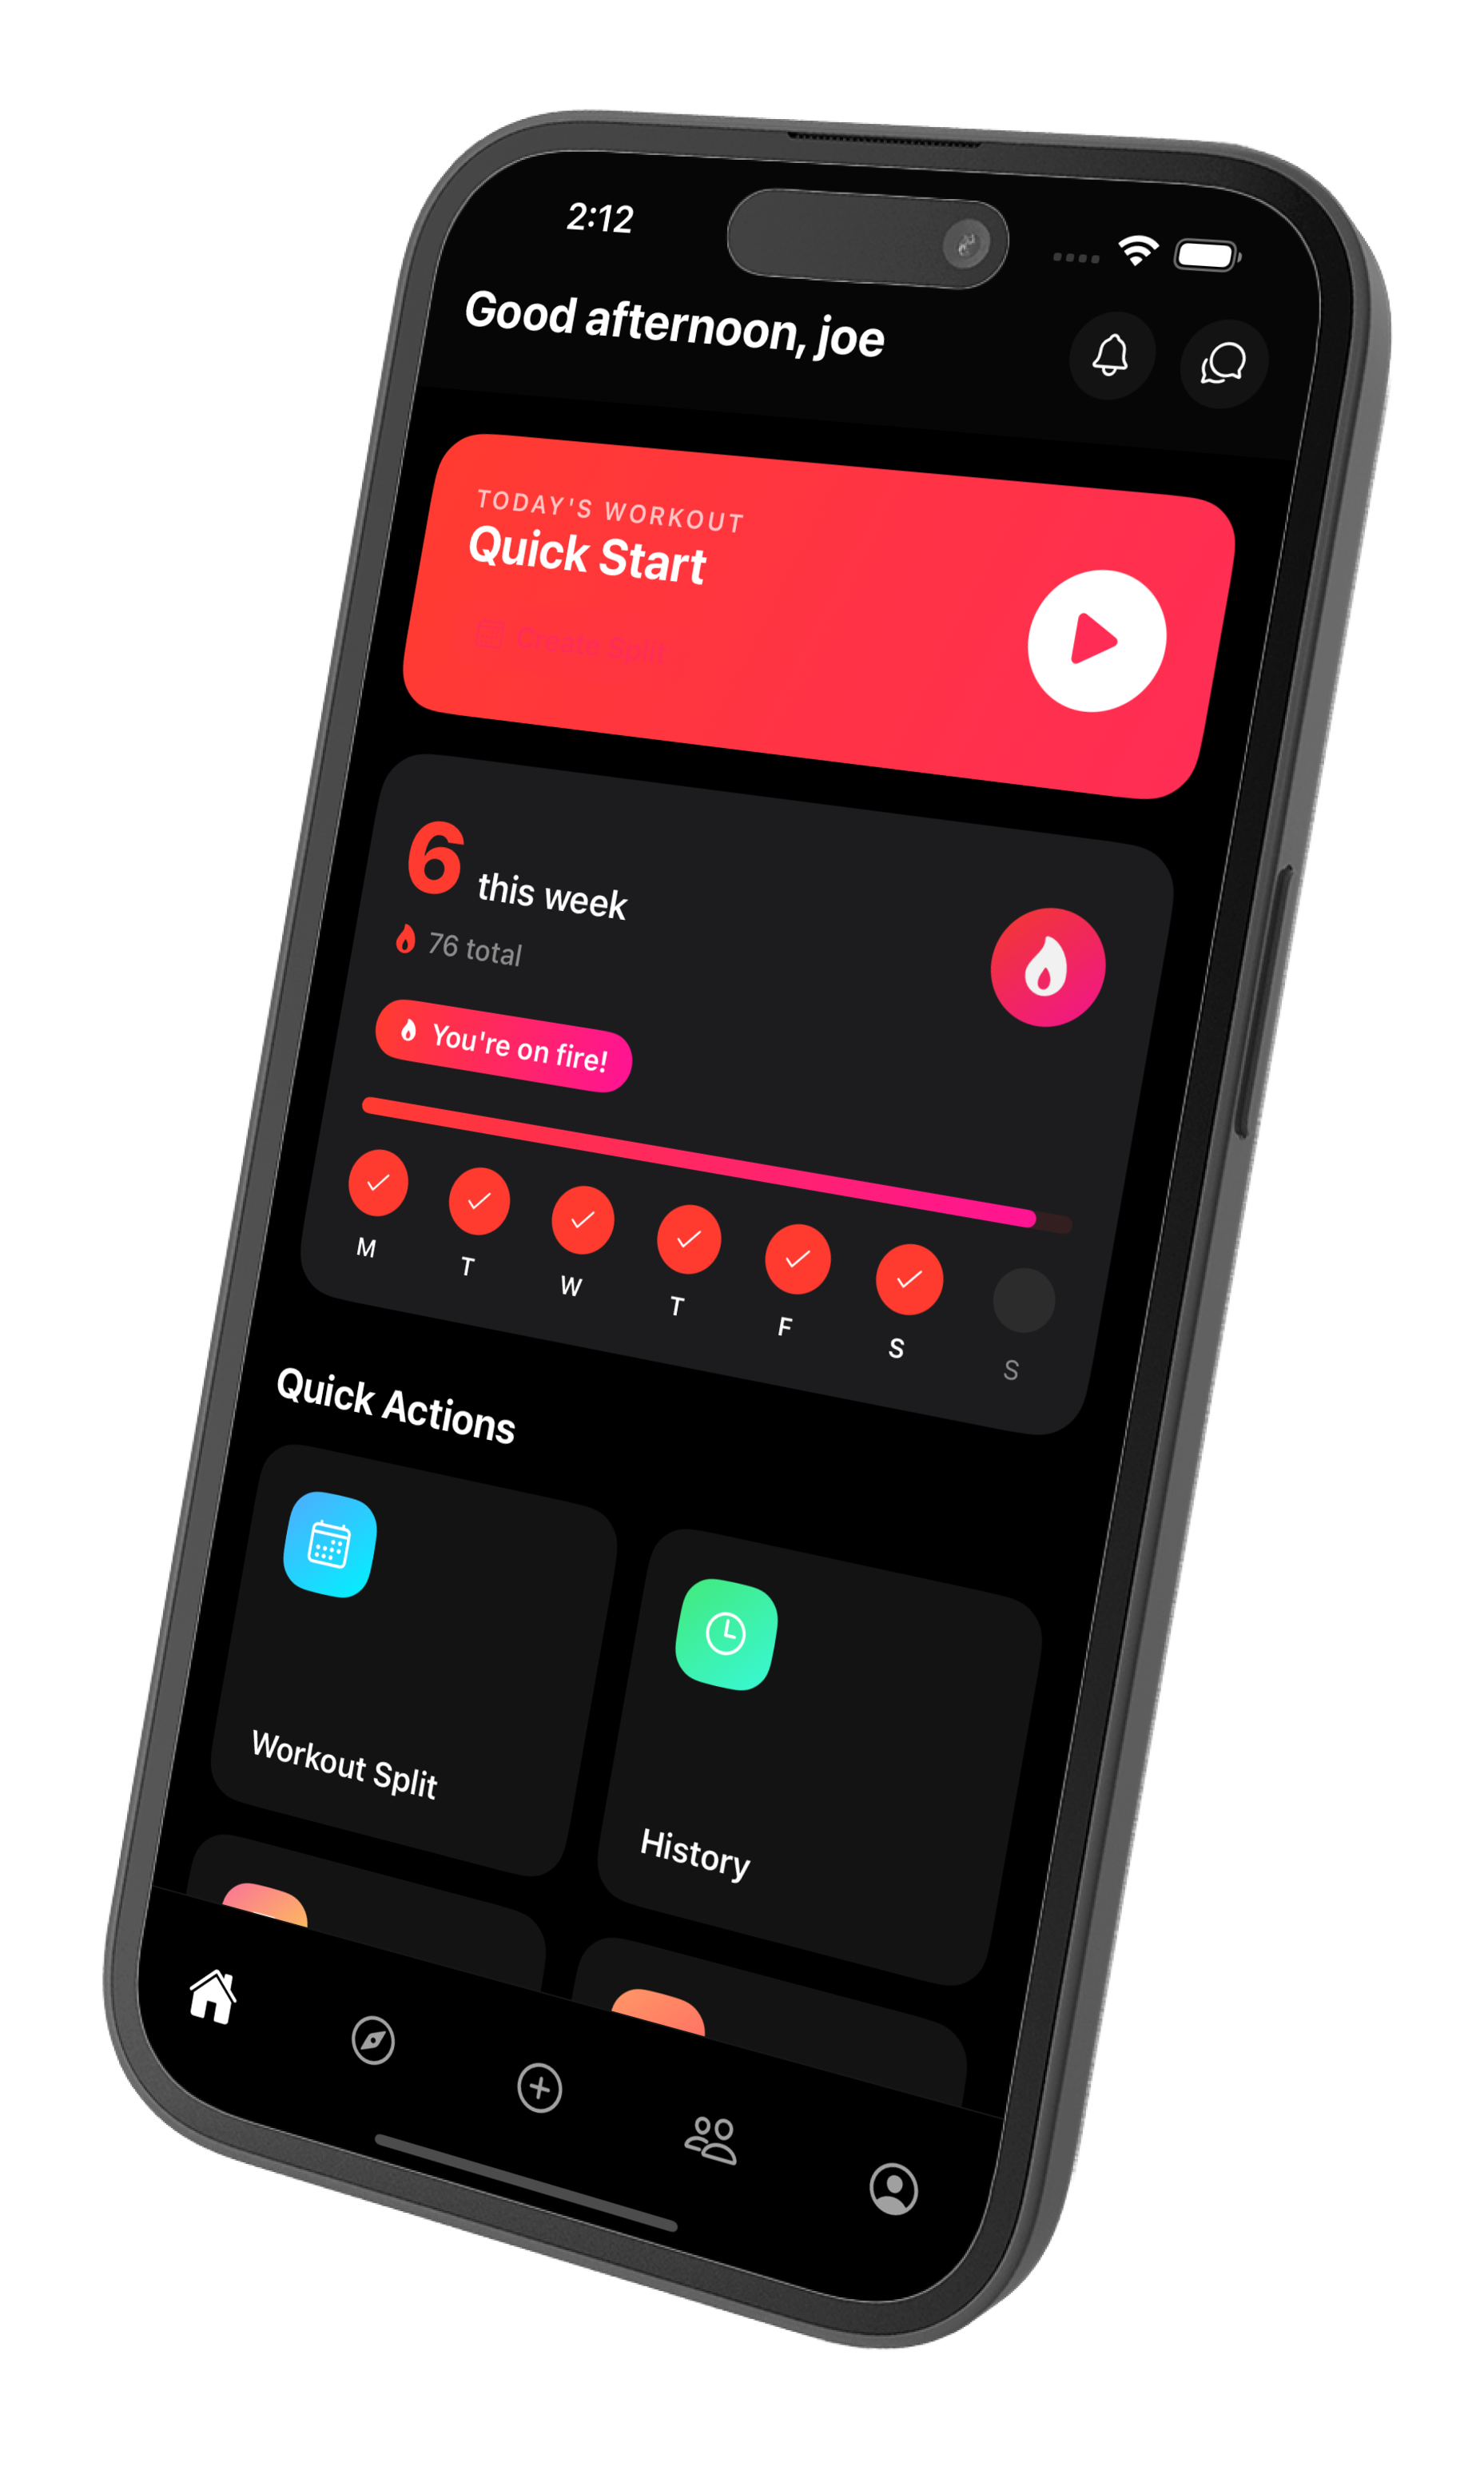 2:12
Good afternoon, joe
TODAY'S WORKOUT
Quick Start
Create Split
6 this week
76 total
You're on fire!
M T W T F S S
Quick Actions
Workout Split
History